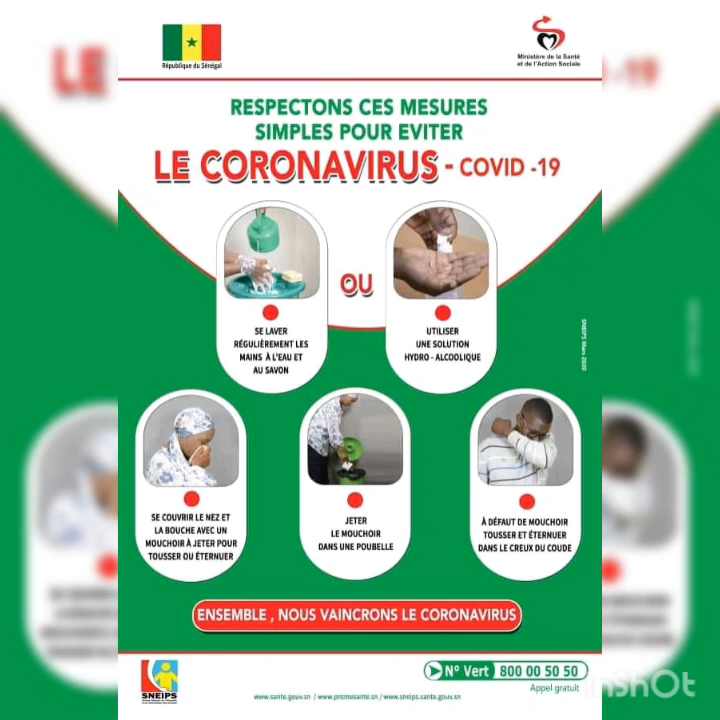 République du Sénégal
Ministère de la Santé
et de l'Action Sociale
RESPECTONS CES MESURES
SIMPLES POUR EVITER
LE CORONAVIRUS - COVID -19
OU
SE LAVER
RÉGULIÈREMENT LES
MAINS À L'EAU ET
AU SAVON
UTILISER
UNE SOLUTION
HYDRO - ALCOOLIQUE
SNEIPS Mars 2020
SE COUVRIR LE NEZ ET
LA BOUCHE AVEC UN
MOUCHOIR À JETER POUR
TOUSSER OU ÉTERNUER
JETER
LE MOUCHOIR
DANS UNE POUBELLE
À DÉFAUT DE MOUCHOIR
TOUSSER ET ÉTERNUER
DANS LE CREUX DU COUDE
ENSEMBLE , NOUS VAINCRONS LE CORONAVIRUS
SNEIPS
www.sante.gouv.sn / www.promosante.sn / www.sneips.sante.gouv.sn
N° Vert 800 00 50 50
Appel gratuit